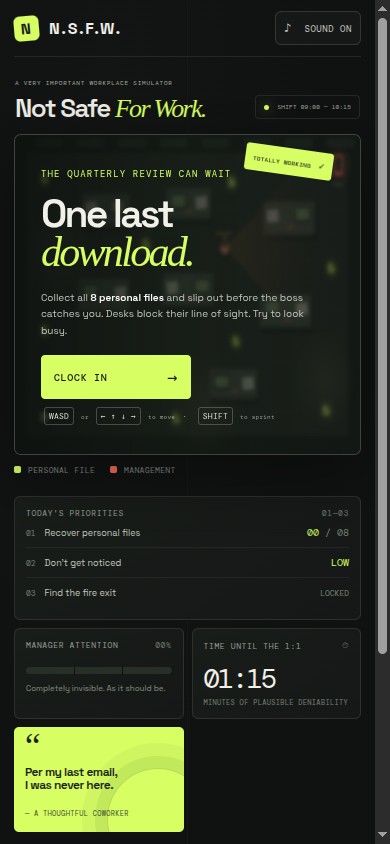 N
N.S.F.W.
♪ SOUND ON
A VERY IMPORTANT WORKPLACE SIMULATOR
Not Safe For Work.
SHIFT 09:00 — 10:15
TOTALLY WORKING ✓
THE QUARTERLY REVIEW CAN WAIT
One last
download.
Collect all 8 personal files and slip out before the boss
catches you. Desks block their line of sight. Try to look
busy.
CLOCK IN →
WASD or ← ↑ ↓ → to move · SHIFT to sprint
PERSONAL FILE MANAGEMENT
TODAY'S PRIORITIES 01—03
01 Recover personal files 00 / 08
02 Don't get noticed LOW
03 Find the fire exit LOCKED
MANAGER ATTENTION 00%
Completely invisible. As it should be.
TIME UNTIL THE 1:1
01:15
MINUTES OF PLAUSIBLE DENIABILITY
“
Per my last email,
I was never here.
— A THOUGHTFUL COWORKER